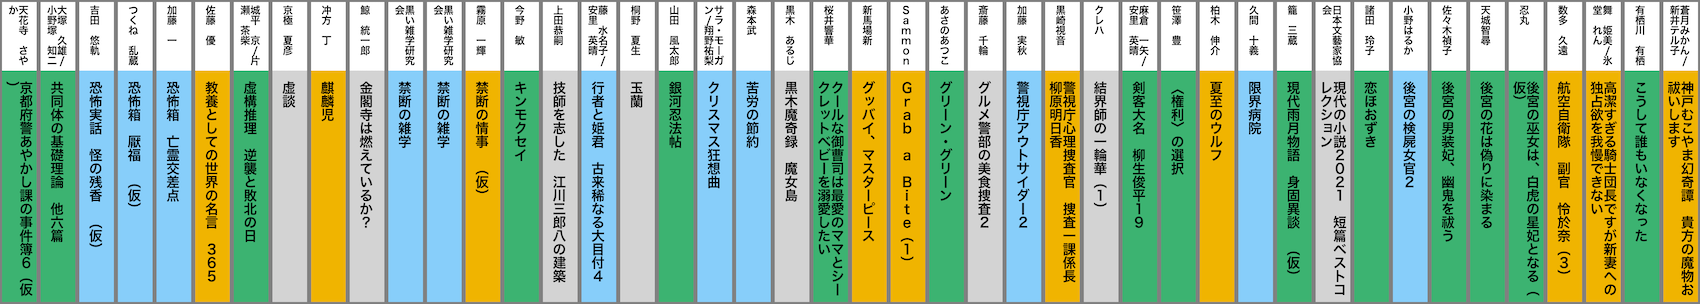 天花寺 さや
か
京都府警あやかし課の事件簿６（仮
）
大塚 久雄/
小野塚 知二
共同体の基礎理論 他六篇
吉田 悠軌
恐怖実話 怪の残香 （仮）
つくね 乱蔵
恐怖箱 厭福 （仮）
加藤 一
恐怖箱 亡霊交差点
佐藤 優
教養としての世界の名言 ３６５
城平 京/片
瀬 茶柴
虚構推理 逆襲と敗北の日
京極 夏彦
虚談
冲方 丁
麒麟児
鯨 統一郎
金閣寺は燃えているか？
黒い雑学研究
会
禁断の雑学
黒い雑学研究
会
禁断の雑学
霧原 一輝
禁断の情事 （仮）
今野 敏
キンモクセイ
上田 恭嗣
技師を志した 江川三郎八の建築
藤 水名子/
安里 英晴
行者と姫君 古来稀なる大目付４
桐野 夏生
玉蘭
山田 風太郎
銀河忍法帖
サラ・モーガ
ン/翔野祐梨
クリスマス狂想曲
森本 武
苦労の節約
黒木 あるじ
黒木魔奇録 魔女島
桜井 響華
クールな御曹司は最愛のママとシー
クレットベビーを溺愛したい
新馬場新
グッバイ、マスターピース
Ｓａｍｍｏｎ
Ｇｒａｂ ａ Ｂｉｔｅ（１）
あさのあつこ
グリーン・グリーン
斎藤 千輪
グルメ警部の美食捜査２
加藤 実秋
警視庁アウトサイダー２
黒崎視音
警視庁心理捜査官 捜査一課係長
柳原明日香
クレハ
結界師の一輪華（１）
麻倉 一矢/
安里 英晴
剣客大名 柳生俊平１９
笹澤 豊
〈権利〉の選択
柏木 伸介
夏至のウルフ
久間 十義
限界病院
籠 三蔵
現代雨月物語 身固異談 （仮）
日本文藝家協
会
現代の小説２０２１ 短篇ベストコ
レクション
諸田 玲子
恋ほおずき
小野はるか
後宮の検屍女官２
佐々木禎子
後宮の男装妃、幽鬼を祓う
天城智尋
後宮の花は偽りに染まる
忍丸
後宮の巫女は、白虎の星妃となる（
仮）
数多 久遠
航空自衛隊 副官 怜於奈（３）
舞 姫美/氷
堂 れん
高潔すぎる騎士団長ですが新妻への
独占欲を我慢できない
有栖川 有栖
こうして誰もいなくなった
蒼月みかん/
新井テル子
神戸むこやま幻奇譚 貴方の魔物お
祓いします